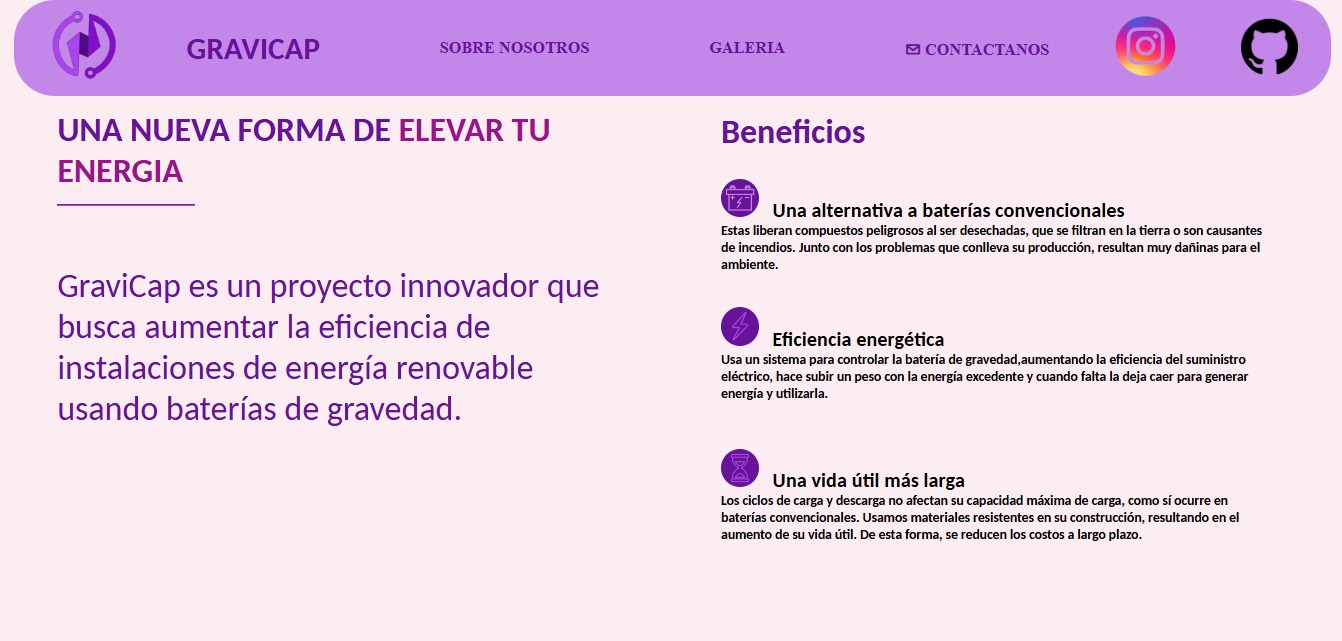 GRAVICAP
SOBRE NOSOTROS
GALERIA
CONTACTANOS
UNA NUEVA FORMA DE ELEVAR TU
ENERGIA
GraviCap es un proyecto innovador que
busca aumentar la eficiencia de
instalaciones de energía renovable
usando baterías de gravedad.
Beneficios
Una alternativa a baterías convencionales
Estas liberan compuestos peligrosos al ser desechadas, que se filtran en la tierra o son causantes
de incendios. Junto con los problemas que conlleva su producción, resultan muy dañinas para el
ambiente.
Eficiencia energética
Usa un sistema para controlar la batería de gravedad,aumentando la eficiencia del suministro
eléctrico, hace subir un peso con la energía excedente y cuando falta la deja caer para generar
energía y utilizarla.
Una vida útil más larga
Los ciclos de carga y descarga no afectan su capacidad máxima de carga, como sí ocurre en
baterías convencionales. Usamos materiales resistentes en su construcción, resultando en el
aumento de su vida útil. De esta forma, se reducen los costos a largo plazo.